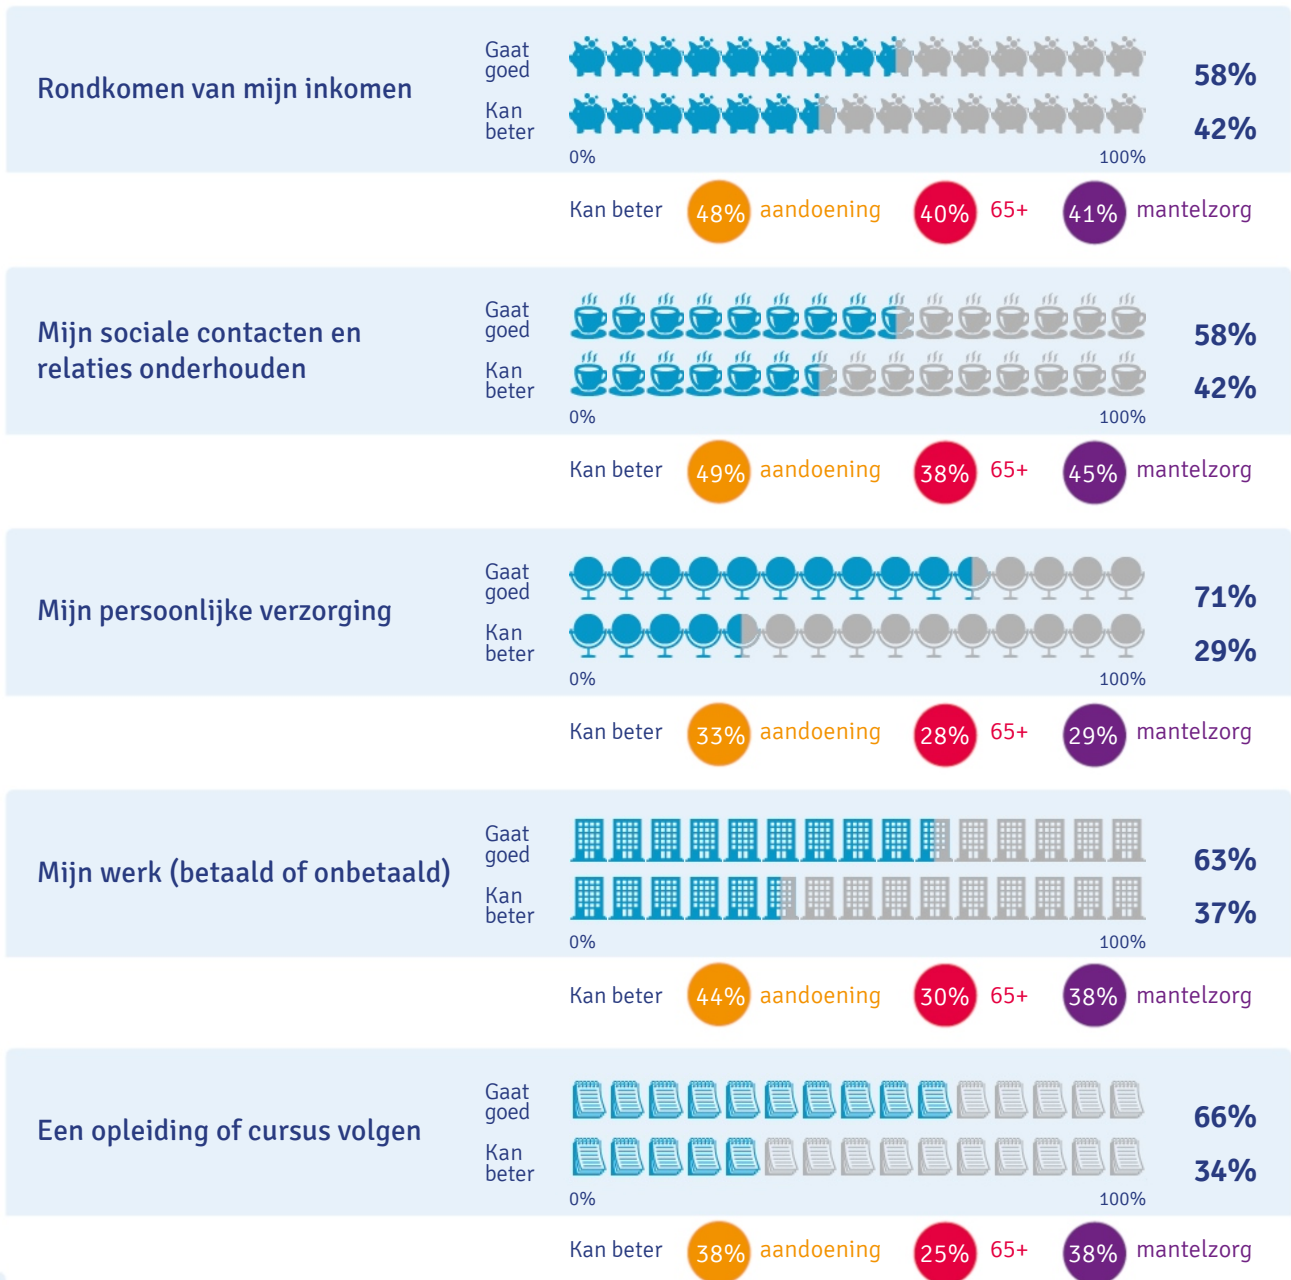 Rondkomen van mijn inkomen
Gaat
goed
58%
Kan
beter
42%
0% 100%
Kan beter 48% aandoening 40% 65+ 41% mantelzorg
Mijn sociale contacten en
relaties onderhouden
Gaat
goed
58%
Kan
beter
42%
0% 100%
Kan beter 49% aandoening 38% 65+ 45% mantelzorg
Mijn persoonlijke verzorging
Gaat
goed
71%
Kan
beter
29%
0% 100%
Kan beter 33% aandoening 28% 65+ 29% mantelzorg
Mijn werk (betaald of onbetaald)
Gaat
goed
63%
Kan
beter
37%
0% 100%
Kan beter 44% aandoening 30% 65+ 38% mantelzorg
Een opleiding of cursus volgen
Gaat
goed
66%
Kan
beter
34%
0% 100%
Kan beter 38% aandoening 25% 65+ 38% mantelzorg